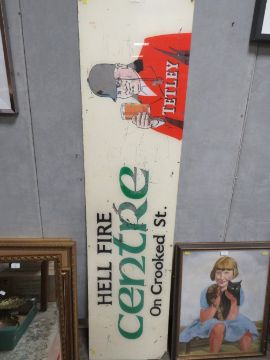 HELL FIRE
centre
On Crooked St.
TETLEY